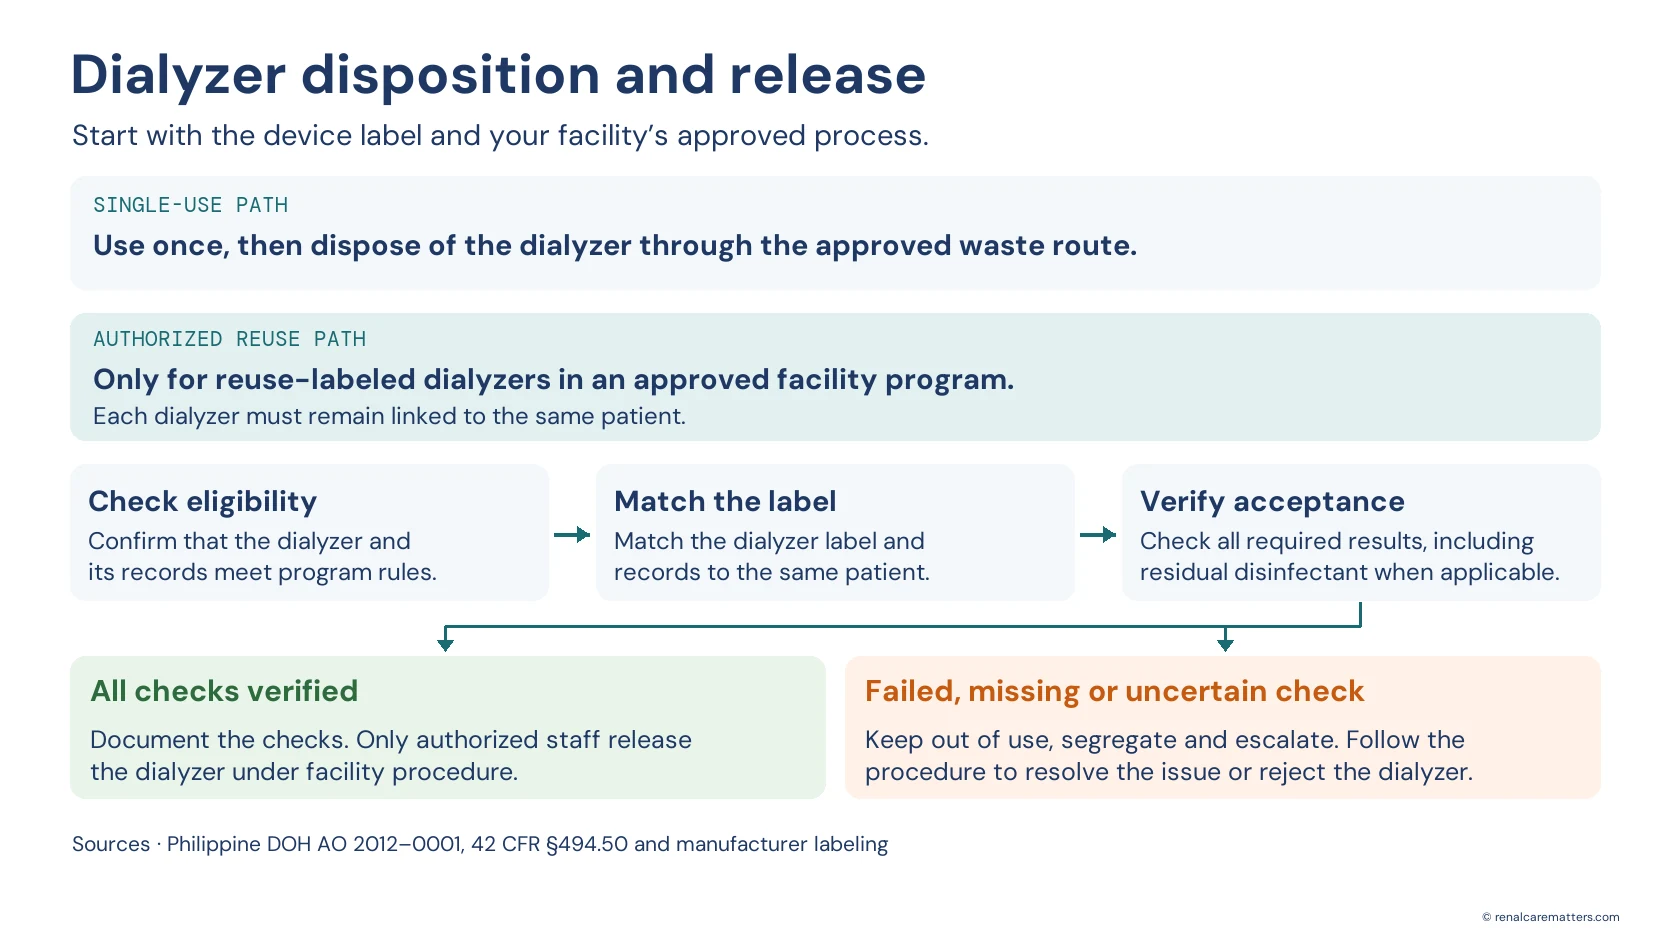 Dialyzer disposition and release
Start with the device label and your facility’s approved process.
SINGLE-USE PATH
Use once, then dispose of the dialyzer through the approved waste route.
AUTHORIZED REUSE PATH
Only for reuse-labeled dialyzers in an approved facility program.
Each dialyzer must remain linked to the same patient.
Check eligibility
Confirm that the dialyzer and
its records meet program rules.
Match the label
Match the dialyzer label and
records to the same patient.
Verify acceptance
Check all required results, including
residual disinfectant when applicable.
All checks verified
Document the checks. Only authorized staff release
the dialyzer under facility procedure.
Failed, missing or uncertain check
Keep out of use, segregate and escalate. Follow the
procedure to resolve the issue or reject the dialyzer.
Sources · Philippine DOH AO 2012–0001, 42 CFR §494.50 and manufacturer labeling
© renalcarematters.com